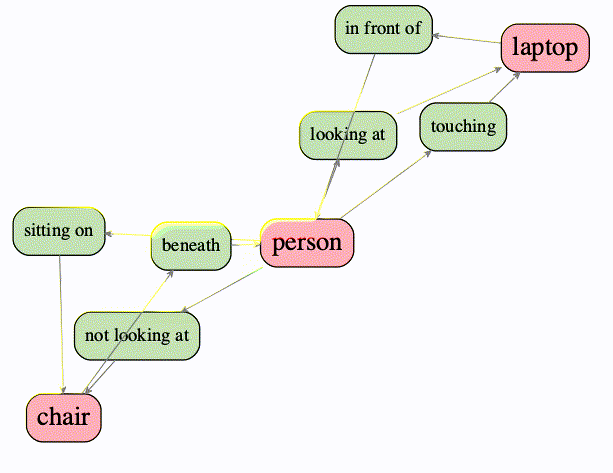 in front of
laptop
touching
looking at
sitting on
beneath
person
not looking at
chair